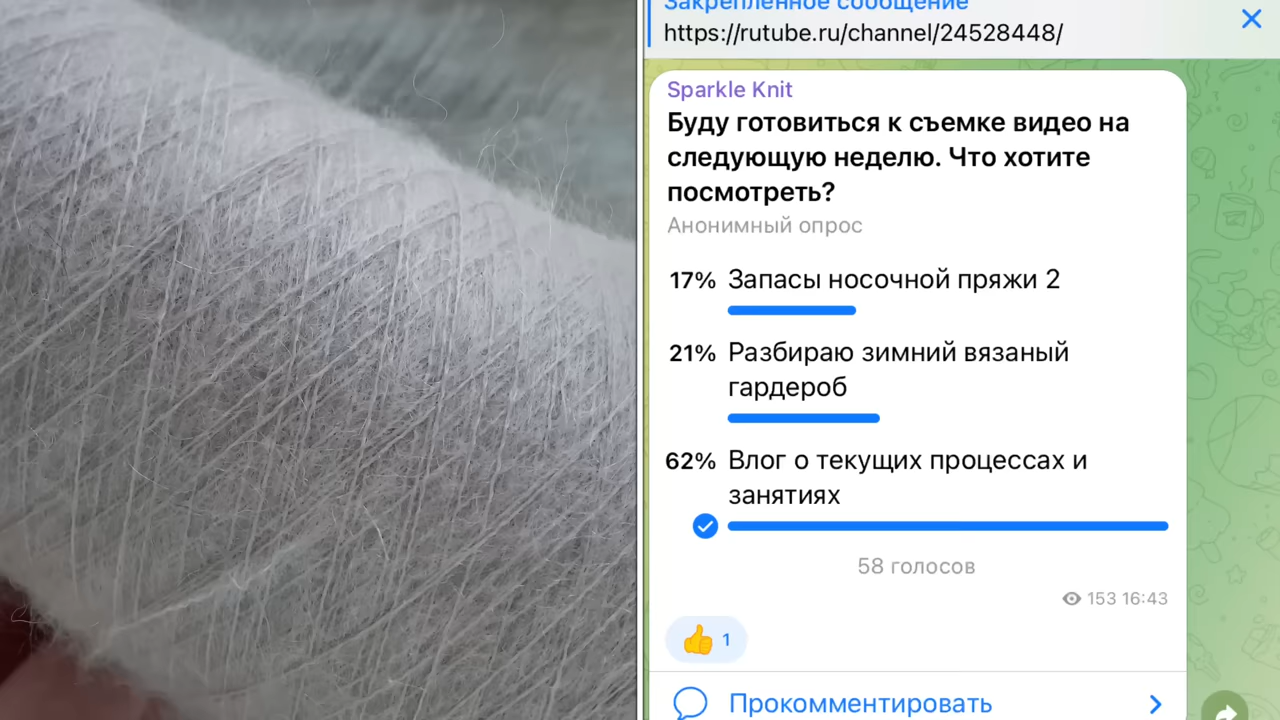 Закрепленное сообщение
https://rutube.ru/channel/24528448/
Sparkle Knit
Буду готовиться к съемке видео на
следующую неделю. Что хотите
посмотреть?
Анонимный опрос
17% Запасы носочной пряжи 2
21% Разбираю зимний вязаный
гардероб
62% Влог о текущих процессах и
занятиях
58 голосов
153 16:43
1
Прокомментировать